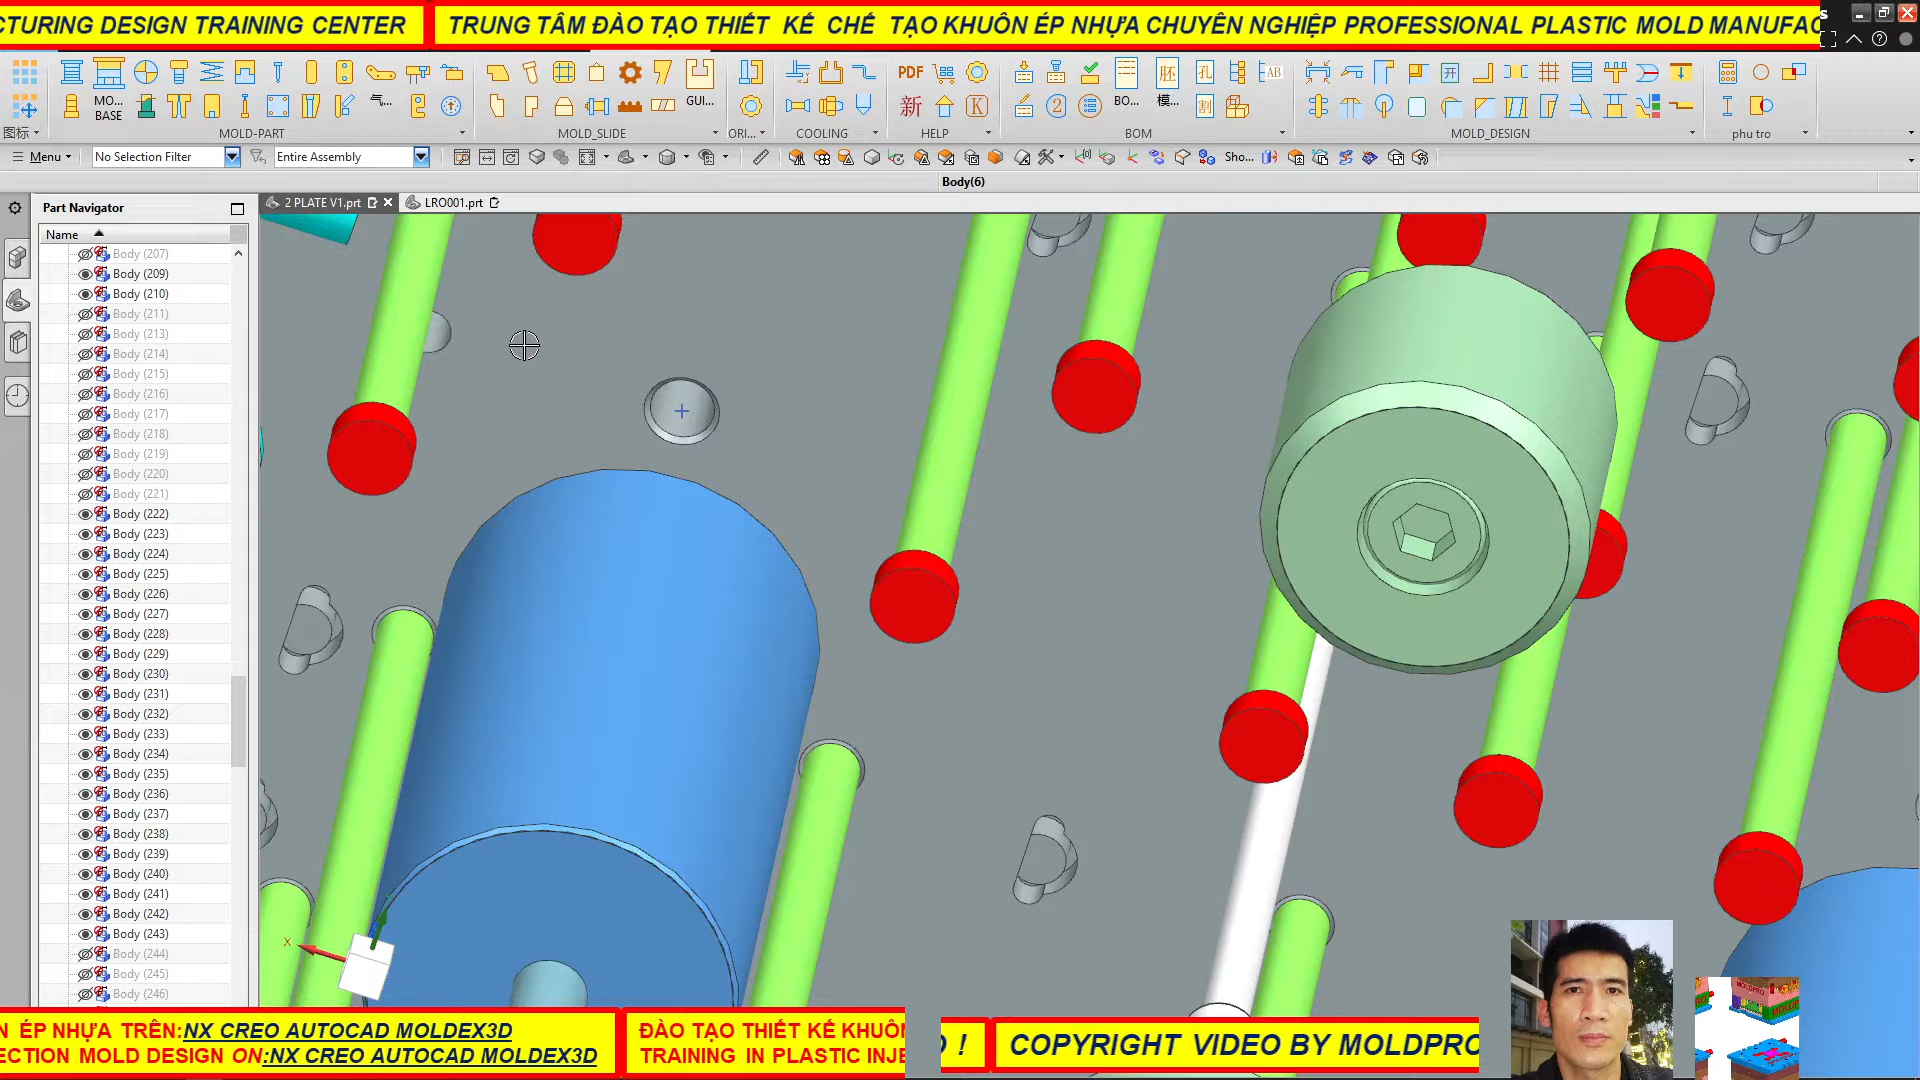 CTURING DESIGN TRAINING CENTER
TRUNG TÂM ĐÀO TẠO THIẾT KẾ CHẾ TẠO KHUÔN ÉP NHỰA CHUYÊN NGHIỆP PROFESSIONAL PLASTIC MOLD MANUFAC
s
MO... BASE
GUI...
PDF
新
BO...
模...
胚
孔
割
AB
开
图标
MOLD-PART
MOLD_SLIDE
ORI...
COOLING
HELP
BOM
MOLD_DESIGN
phu tro
Menu
No Selection Filter
Entire Assembly
Sho...
Body(6)
Part Navigator
2 PLATE V1.prt
LRO001.prt
Name
Body (207)
Body (209)
Body (210)
Body (211)
Body (213)
Body (214)
Body (215)
Body (216)
Body (217)
Body (218)
Body (219)
Body (220)
Body (221)
Body (222)
Body (223)
Body (224)
Body (225)
Body (226)
Body (227)
Body (228)
Body (229)
Body (230)
Body (231)
Body (232)
Body (233)
Body (234)
Body (235)
Body (236)
Body (237)
Body (238)
Body (239)
Body (240)
Body (241)
Body (242)
Body (243)
Body (244)
Body (245)
Body (246)
X
N ÉP NHỰA TRÊN:NX CREO AUTOCAD MOLDEX3D
ECTION MOLD DESIGN ON:NX CREO AUTOCAD MOLDEX3D
ĐÀO TẠO THIẾT KẾ KHUÔN
TRAINING IN PLASTIC INJE
!
COPYRIGHT VIDEO BY MOLDPRO